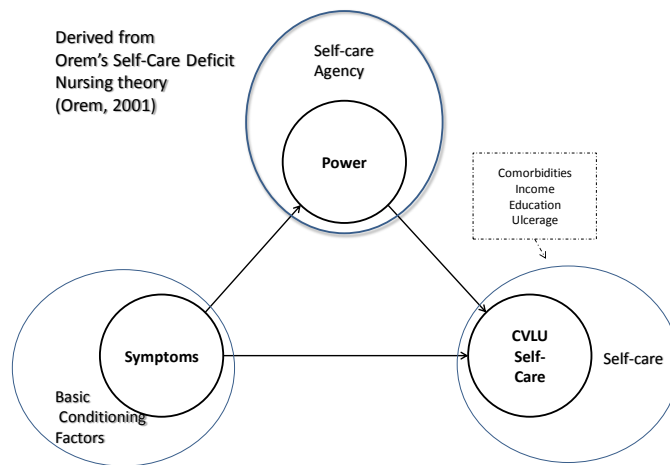 Derived from
Orem's Self-Care Deficit
Nursing theory
(Orem, 2001)
Self-care
Agency
Power
Comorbidities
Income
Education
Ulcerage
Symptoms
CVLU
Self-
Care
Self-care
Basic
Conditioning
Factors